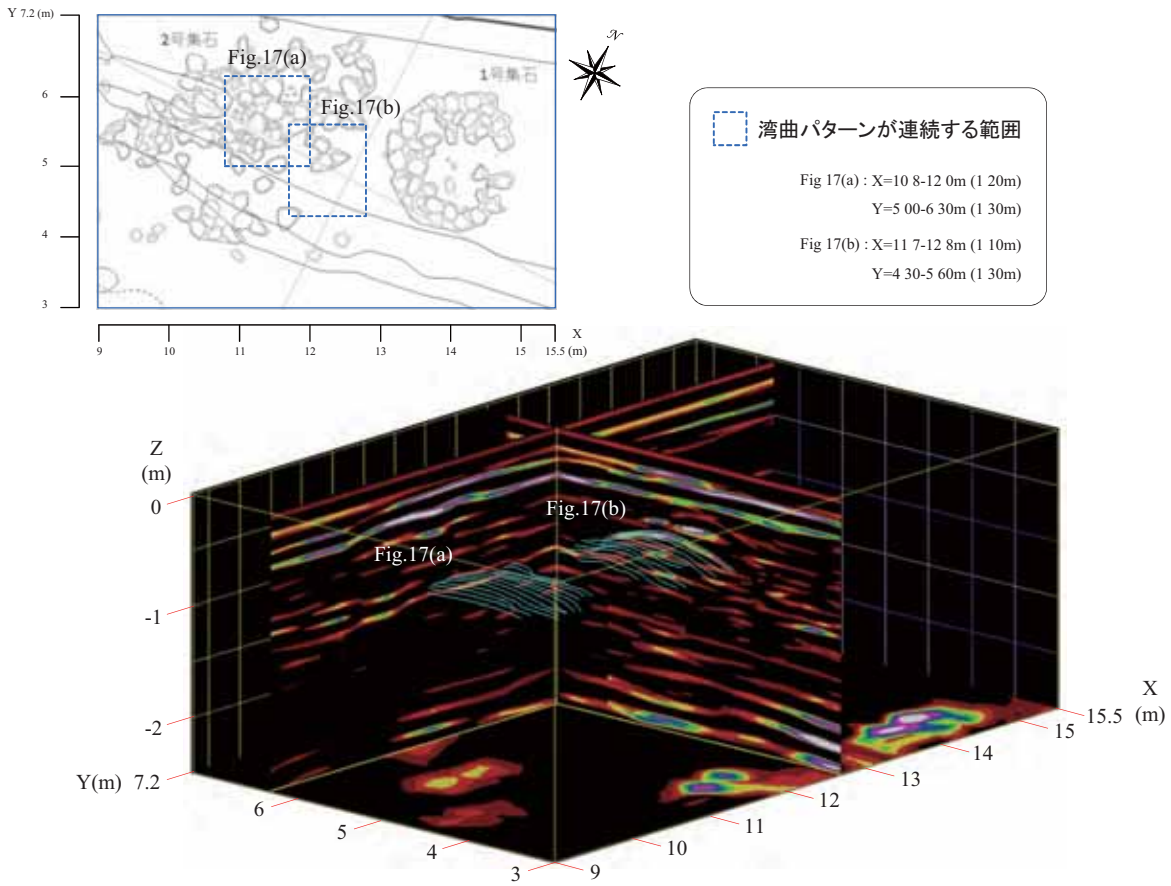 Y 7.2 (m)
6
5
4
3
2号集石
Fig.17(a)
Fig.17(b)
1号集石
N
9
10
11
12
13
14
15
15.5 (m)
X
湾曲パターンが連続する範囲
Fig 17(a) : X=10 8-12 0m (1 20m)
Y=5 00-6 30m (1 30m)
Fig 17(b) : X=11 7-12 8m (1 10m)
Y=4 30-5 60m (1 30m)
Z
(m)
0
-1
-2
Fig.17(a)
Fig.17(b)
Y(m) 7.2
6
5
4
3
9
10
11
12
13
14
15
15.5
X
(m)